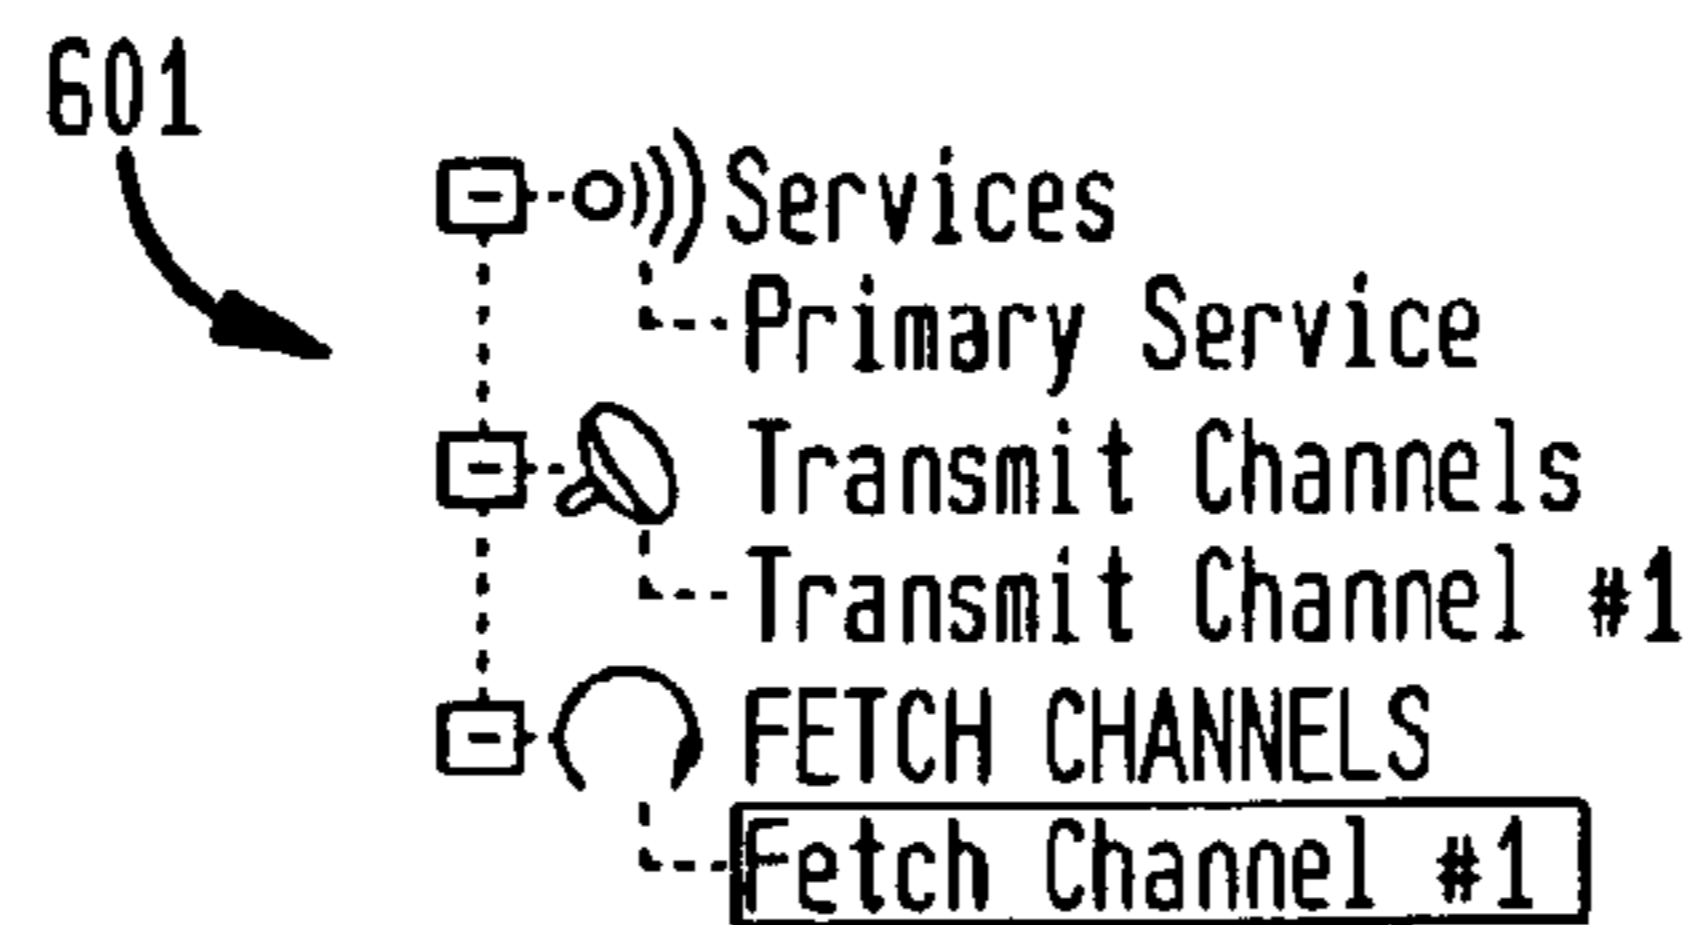 601
Services
Primary Service
Transmit Channels
Transmit Channel #1
FETCH CHANNELS
Fetch Channel #1